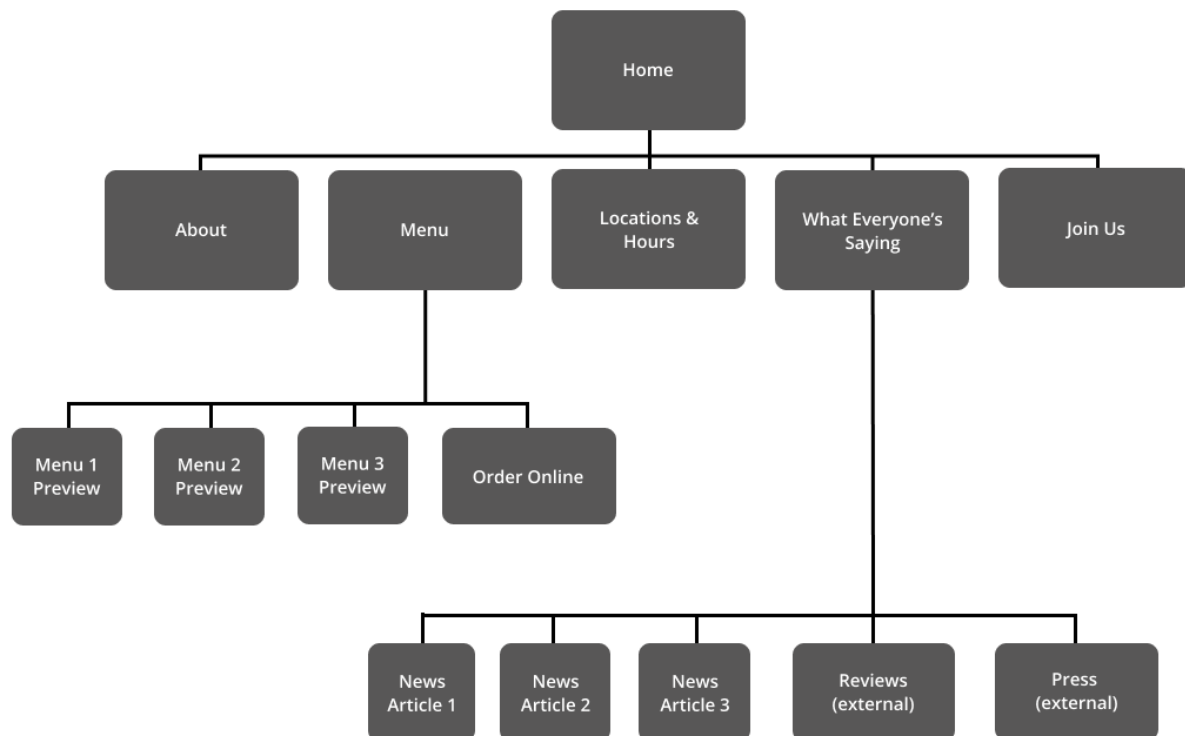 Home
About
Menu
Locations &
Hours
What Everyone’s
Saying
Join Us
Menu 1
Preview
Menu 2
Preview
Menu 3
Preview
Order Online
News
Article 1
News
Article 2
News
Article 3
Reviews
(external)
Press
(external)